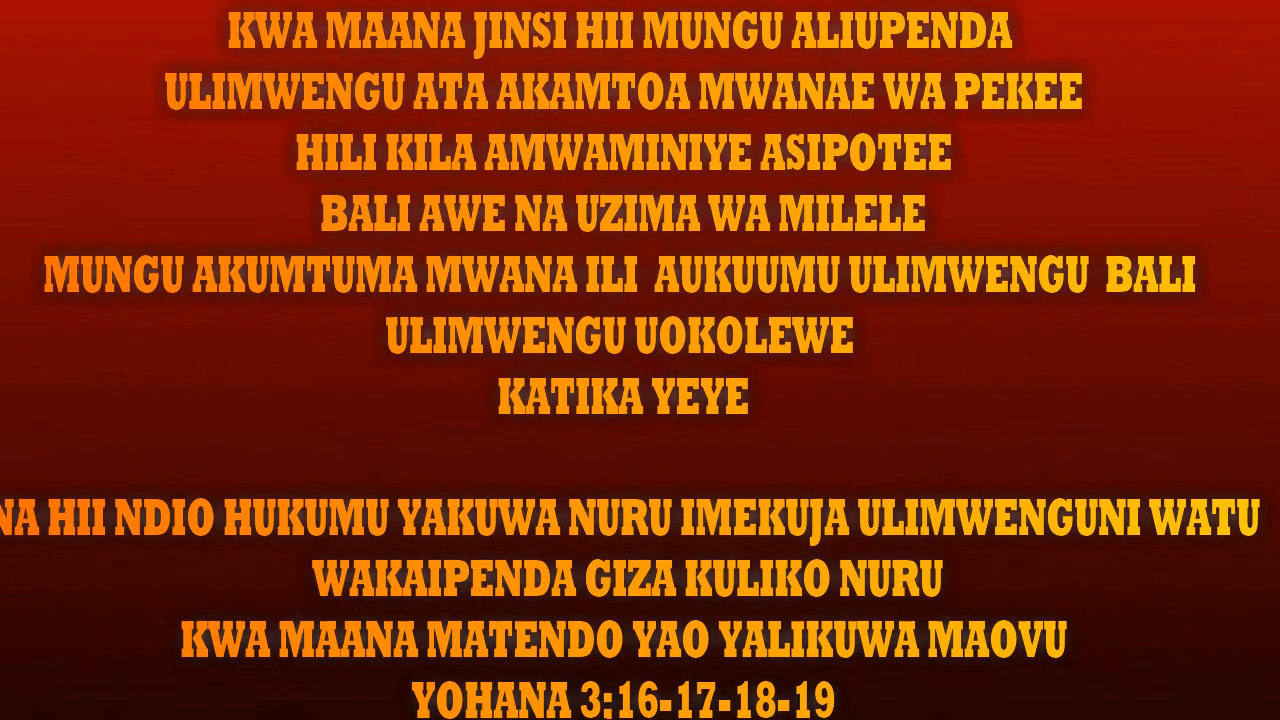 KWA MAANA JINSI HII MUNGU ALIUPENDA
ULIMWENGU ATA AKAMTOA MWANAE WA PEKEE
HILI KILA AMWAMINIYE ASIPOTEE
BALI AWE NA UZIMA WA MILELE
MUNGU AKUMTUMA MWANA ILI AUKUUMU ULIMWENGU BALI
ULIMWENGU UOKOLEWE
KATIKA YEYE
NA HII NDIO HUKUMU YAKUWA NURU IMEKUJA ULIMWENGUNI WATU
WAKAIPENDA GIZA KULIKO NURU
KWA MAANA MATENDO YAO YALIKUWA MAOVU
YOHANA 3:16-17-18-19